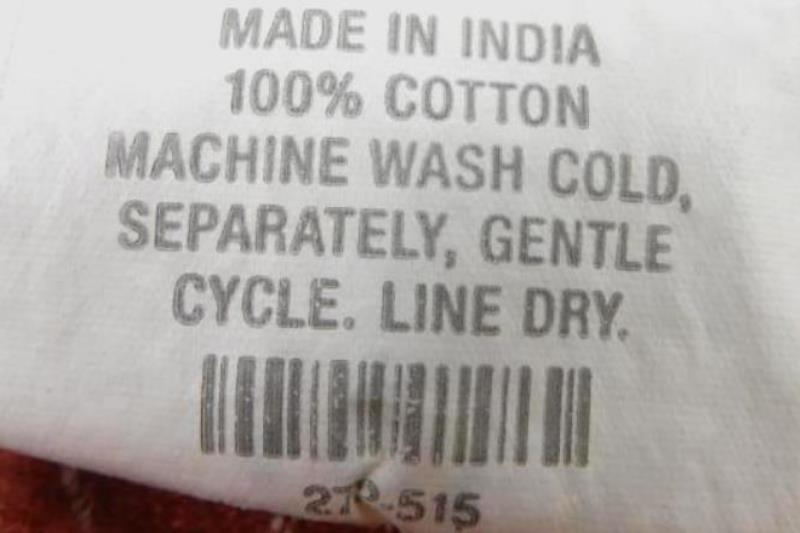 MADE IN INDIA
100% COTTON
MACHINE WASH COLD,
SEPARATELY, GENTLE
CYCLE. LINE DRY.